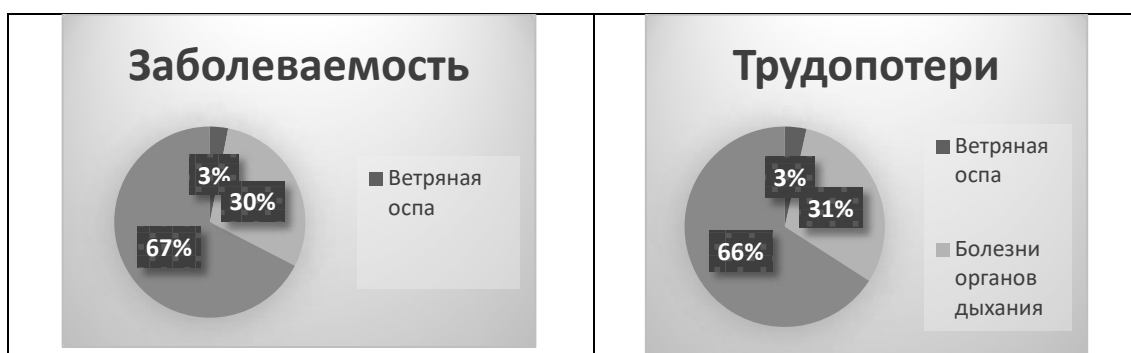 Заболеваемость
3%
30%
67%
Ветряная
оспа
Трудопотери
3%
31%
66%
Ветряная
оспа
Болезни
органов
дыхания